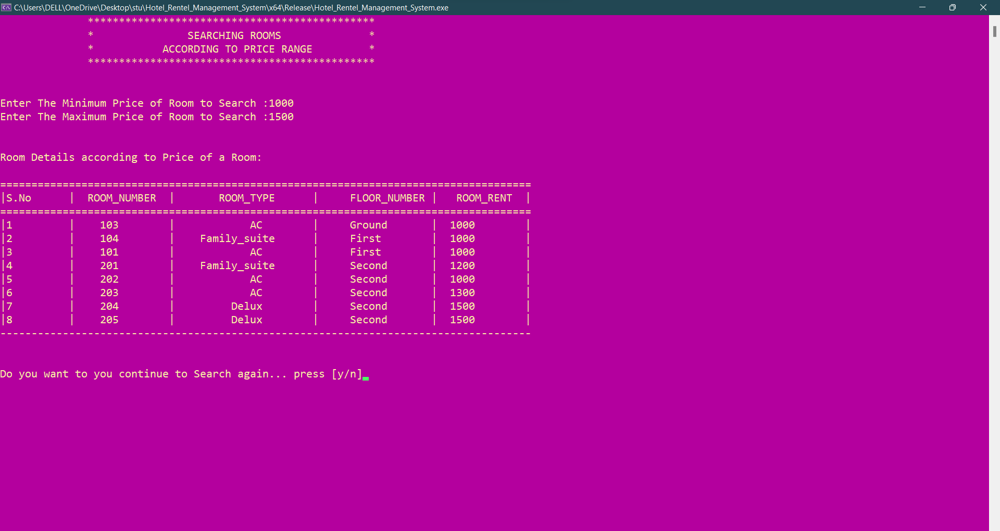 C:\Users\DELL\OneDrive\Desktop\stu\Hotel_Rentel_Management_System\x64\Release\Hotel_Rentel_Management_System.exe
**********************************************
* SEARCHING ROOMS *
* ACCORDING TO PRICE RANGE *
**********************************************
Enter The Minimum Price of Room to Search :1000
Enter The Maximum Price of Room to Search :1500
Room Details according to Price of a Room:
=====================================================================================
|S.No | ROOM_NUMBER | ROOM_TYPE | FLOOR_NUMBER | ROOM_RENT |
=====================================================================================
|1 | 103 | AC | Ground | 1000 |
|2 | 104 | Family_suite | First | 1000 |
|3 | 101 | AC | First | 1000 |
|4 | 201 | Family_suite | Second | 1200 |
|5 | 202 | AC | Second | 1000 |
|6 | 203 | AC | Second | 1300 |
|7 | 204 | Delux | Second | 1500 |
|8 | 205 | Delux | Second | 1500 |
-------------------------------------------------------------------------------------
Do you want to you continue to Search again... press [y/n]